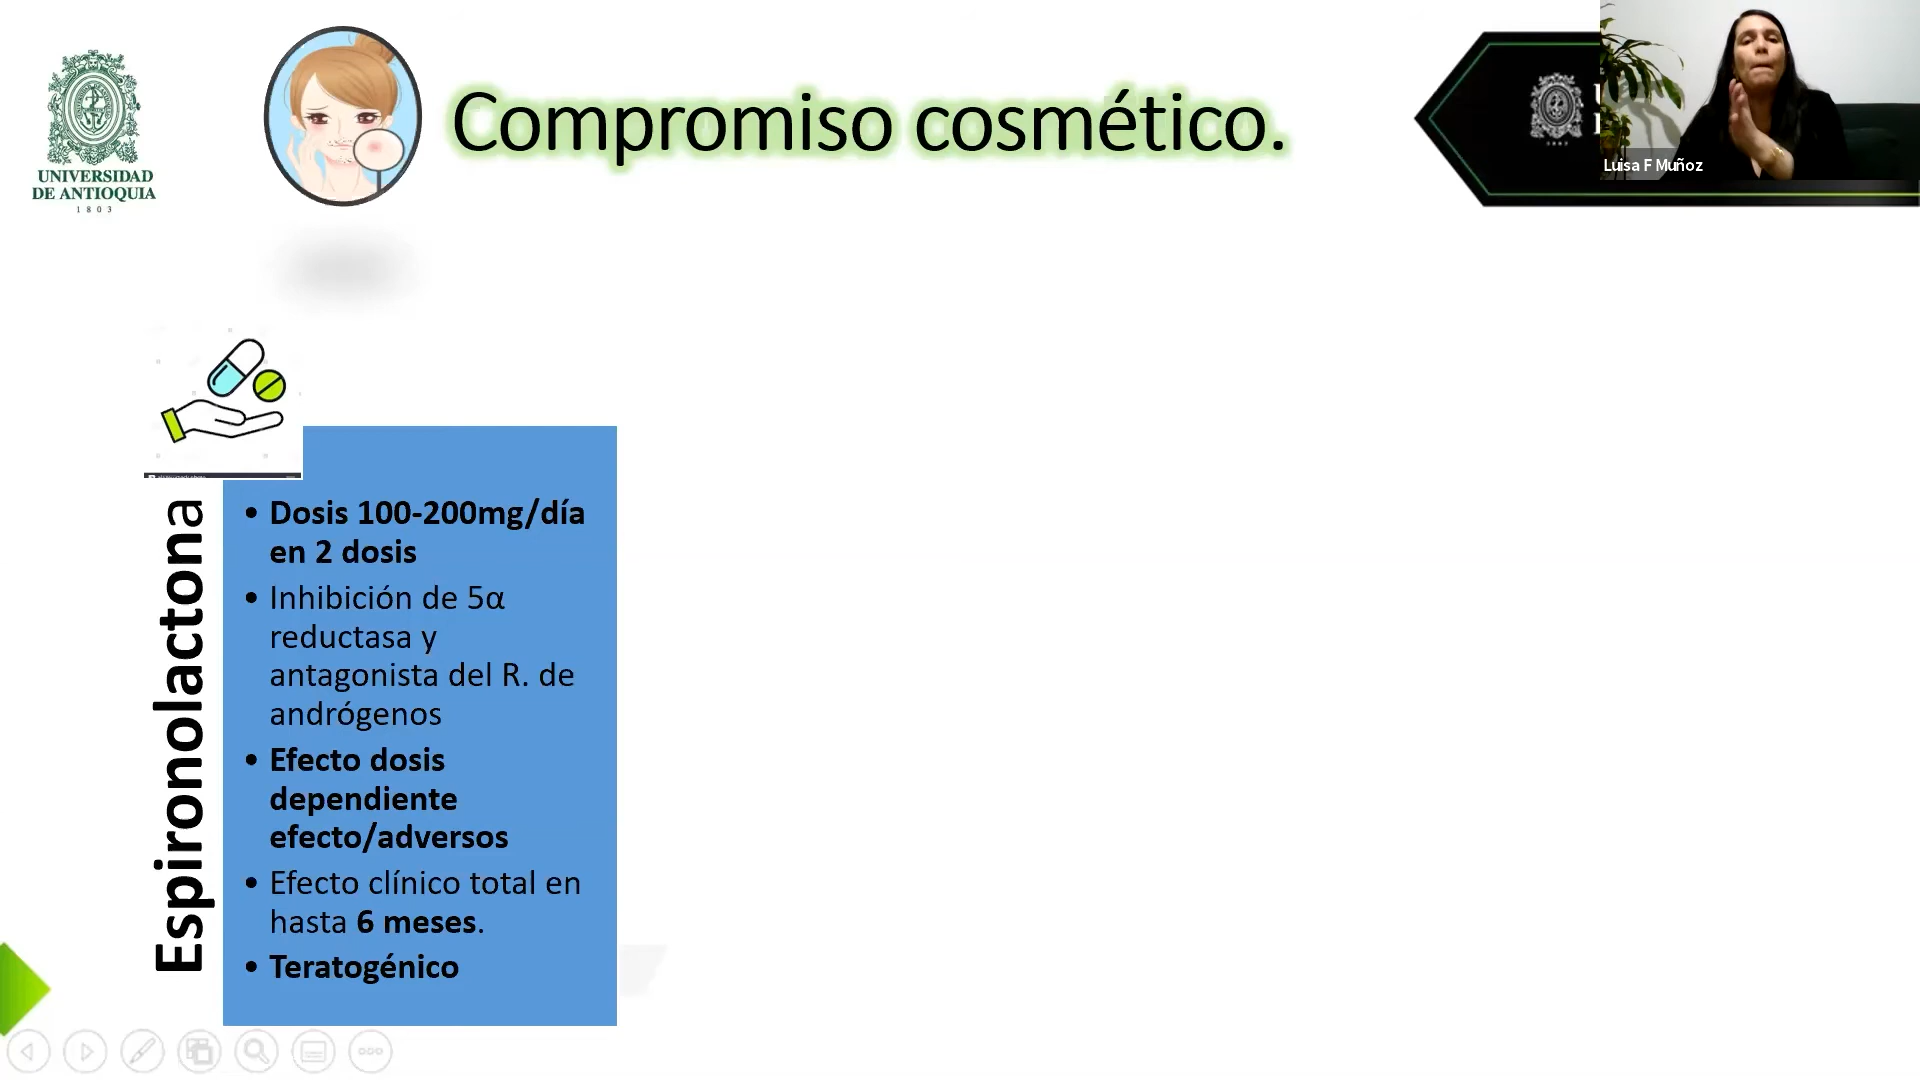 UNIVERSIDAD
DE ANTIOQUIA
1803
Compromiso cosmético.
Luisa F Muñoz
Espironolactona
• Dosis 100-200mg/día
en 2 dosis
• Inhibición de 5α
reductasa y
antagonista del R. de
andrógenos
• Efecto dosis
dependiente
efecto/adversos
• Efecto clínico total en
hasta 6 meses.
• Teratogénico